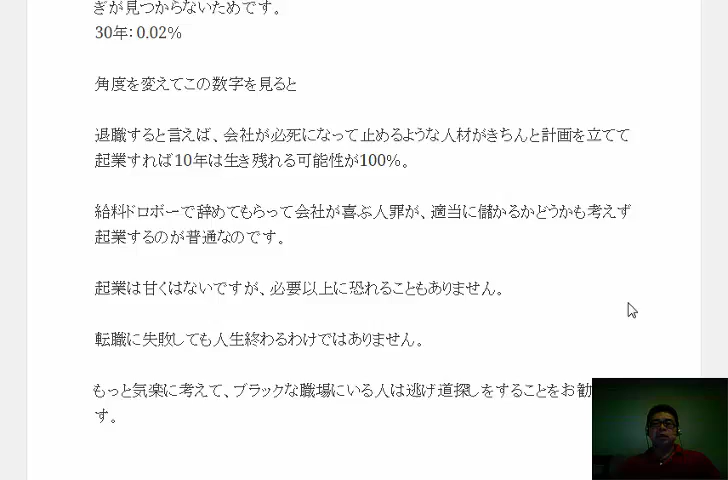 ぎが見つからないためです。
30年：0.02%
角度を変えてこの数字を見ると
退職すると言えば、会社が必死になって止めるような人材がきちんと計画を立てて
起業すれば10年は生き残れる可能性が100%。
給料ドロボーで辞めてもらって会社が喜ぶ人罪が、適当に儲かるかどうかも考えず
起業するのが普通なのです。
起業は甘くはないですが、必要以上に恐れることもありません。
転職に失敗しても人生終わるわけではありません。
もっと気楽に考えて、ブラックな職場にいる人は逃げ道探しをすることをお勧
す。